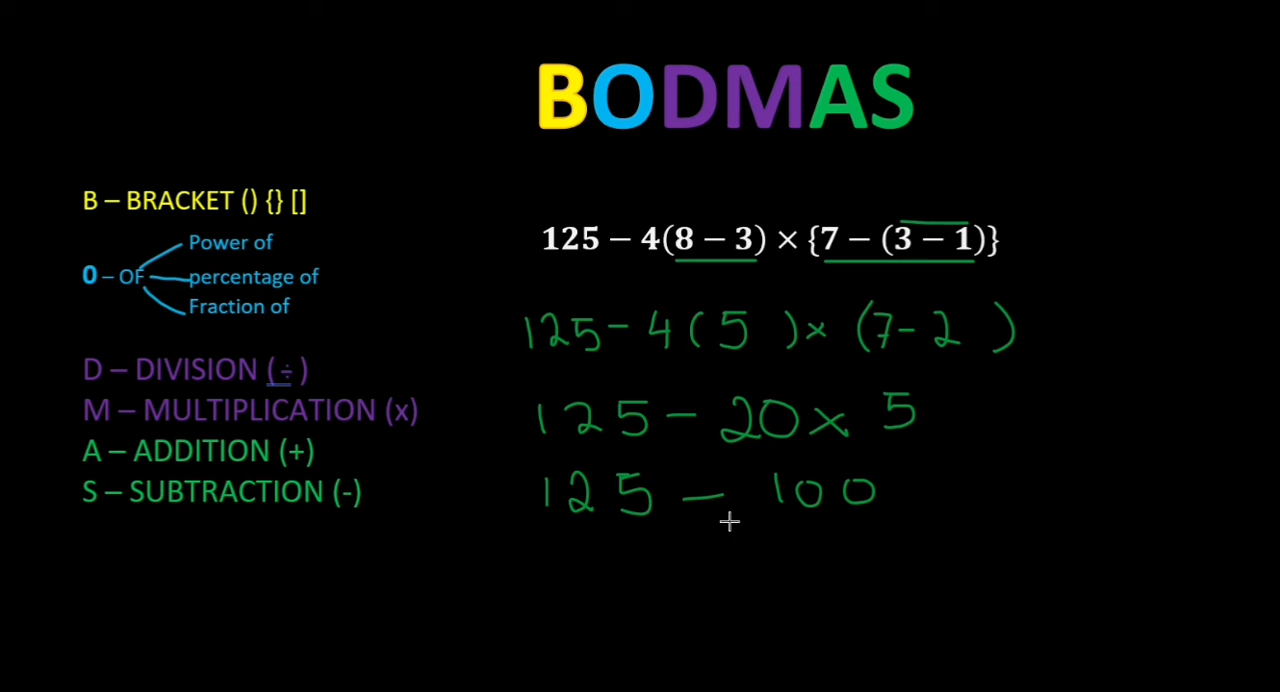 BODMAS
B – BRACKET () {} []
Power of
0 – OF
percentage of
Fraction of
D – DIVISION (÷)
M – MULTIPLICATION (x)
A – ADDITION (+)
S – SUBTRACTION (-)
125 − 4(8 − 3) × {7 − (3 − 1)}
125 - 4 ( 5 ) × (7 - 2 )
125 - 20 × 5
125 - 100